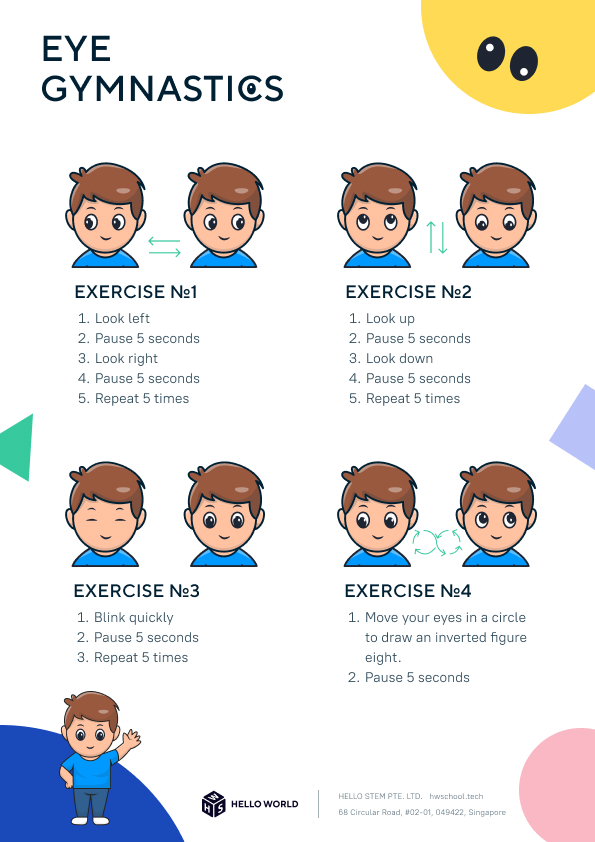 EYE
GYMNASTICS
EXERCISE №1
1. Look left
2. Pause 5 seconds
3. Look right
4. Pause 5 seconds
5. Repeat 5 times
EXERCISE №2
1. Look up
2. Pause 5 seconds
3. Look down
4. Pause 5 seconds
5. Repeat 5 times
EXERCISE №3
1. Blink quickly
2. Pause 5 seconds
3. Repeat 5 times
EXERCISE №4
1. Move your eyes in a circle
to draw an inverted figure
eight.
2. Pause 5 seconds
HWS HELLO WORLD
HELLO STEM PTE. LTD. hwschool.tech
68 Circular Road, #02-01, 049422, Singapore